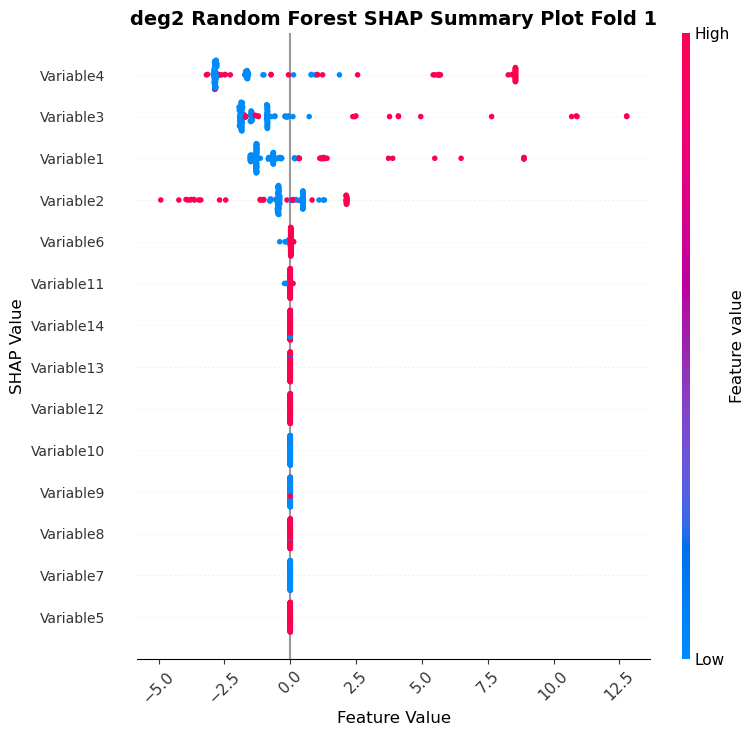 deg2 Random Forest SHAP Summary Plot Fold 1
High
Variable4
Variable3
Variable1
Variable2
Variable6
Variable11
Variable14
Variable13
Variable12
Variable10
Variable9
Variable8
Variable7
Variable5
SHAP Value
Feature value
Low
−5.0
−2.5
0.0
2.5
5.0
7.5
10.0
12.5
Feature Value